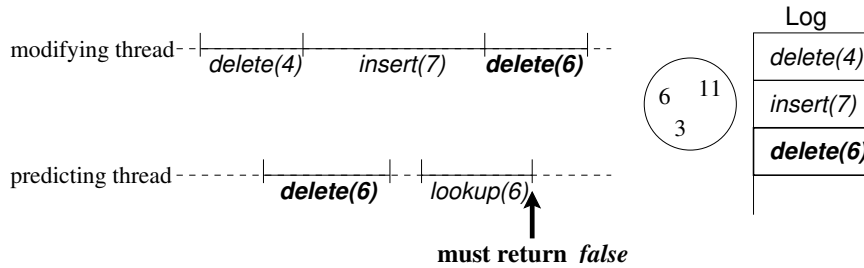 Log
modifying thread
delete(4) insert(7) delete(6)
delete(4)
6 11
3
insert(7)
delete(6)
predicting thread
delete(6) lookup(6)
must return false